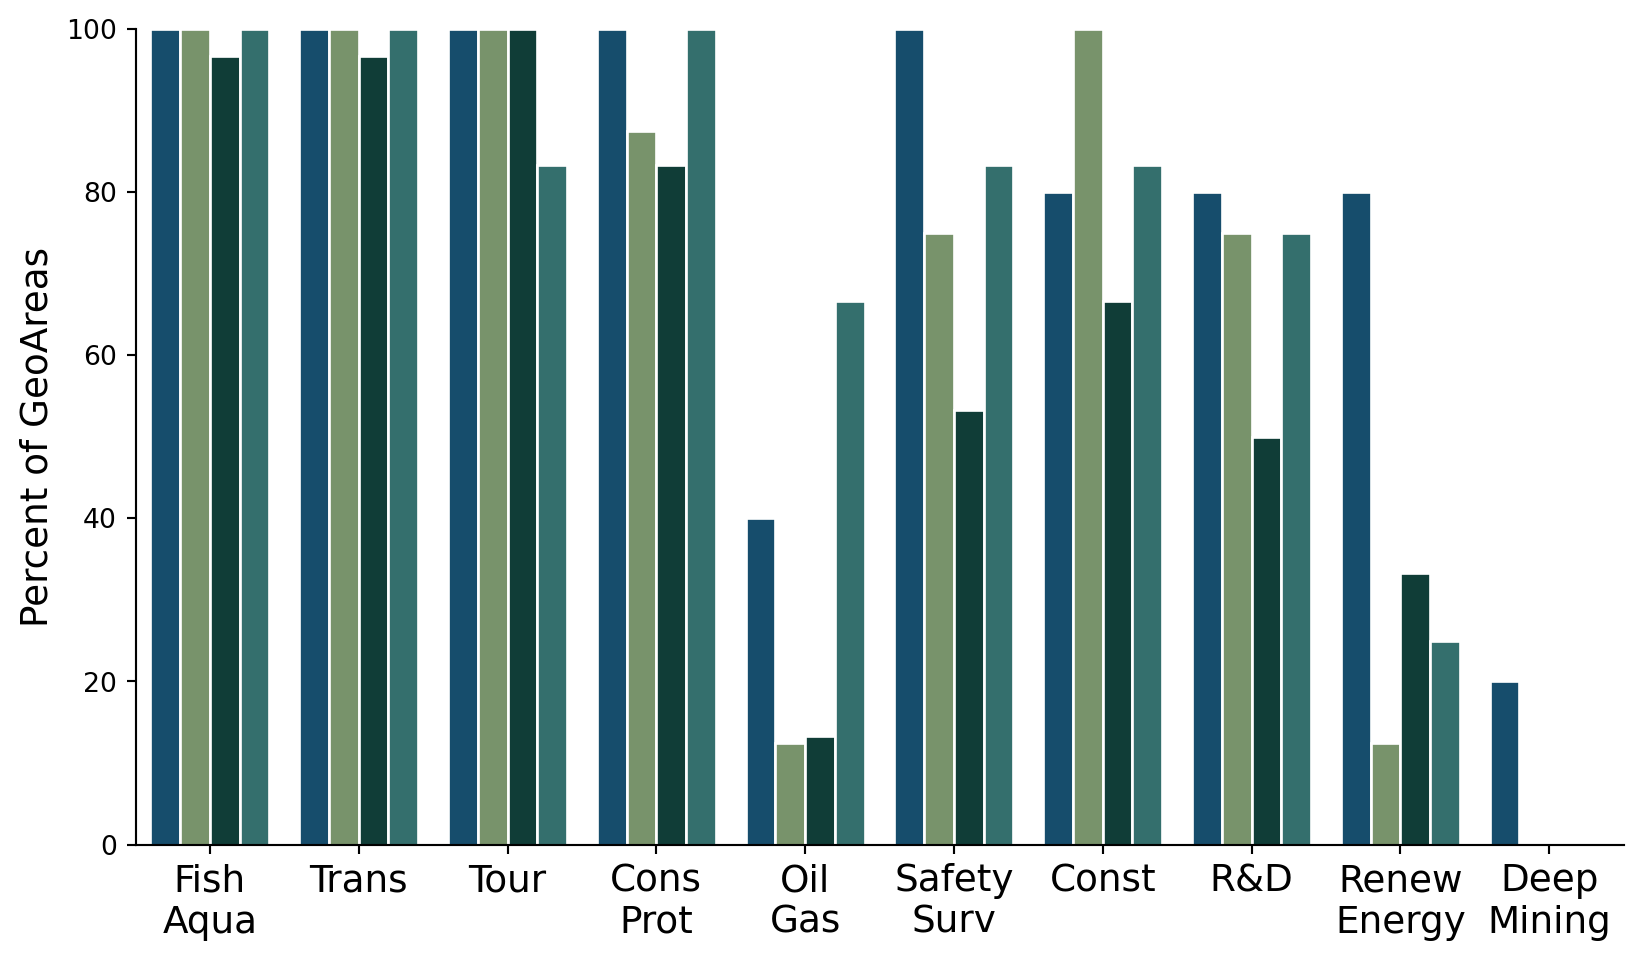 100
80
60
40
20
0
Percent of GeoAreas
Fish Aqua
Trans
Tour
Cons Prot
Oil Gas
Safety Surv
Const
R&D
Renew Energy
Deep Mining